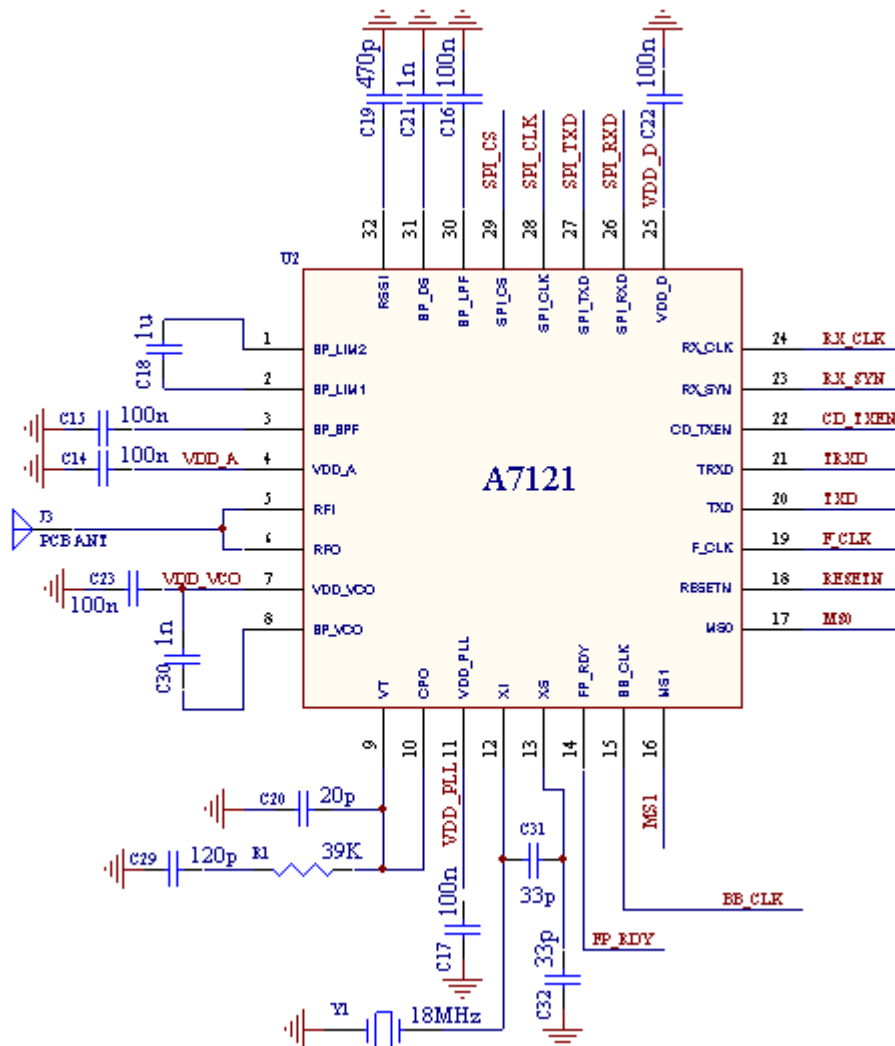 470p
1n
100n
100n
C19
C21
C16
C22
SPI_CS
SPI_CLK
SPI_TXD
SPI_RXD
VDD_D
32
31
30
29
28
27
26
25
U2
RSSI
BP_DS
BP_LPF
SPI_CS
SPI_CLK
SPI_TXD
SPI_RXD
VDD_D
1u
C18
1
BP_LIM2
2
BP_LIM1
C15
100n
3
BP_BPF
C14
100n
VDD_A
4
VDD_A
J3
PCB ANT
5
RFI
6
RFO
C23
100n
VDD_VCO
7
VDD_VCO
1n
C30
8
BP_VCO
A7121
RX_CLK
24
RX_CLK
RX_SYN
23
RX_SYN
CD_TXEN
22
CD_TXEN
TRXD
21
TRXD
TXD
20
TXD
F_CLK
19
F_CLK
RESETN
18
RESETN
MS0
17
MS0
VT
CPO
VDD_PLL
XI
XS
FP_RDY
BB_CLK
MS1
9
10
11
12
13
14
15
16
C20
20p
VDD_PLL
MS1
C29
120p
R1
39K
C31
33p
100n
C17
BB_CLK
FP_RDY
33p
C32
Y1
18MHz